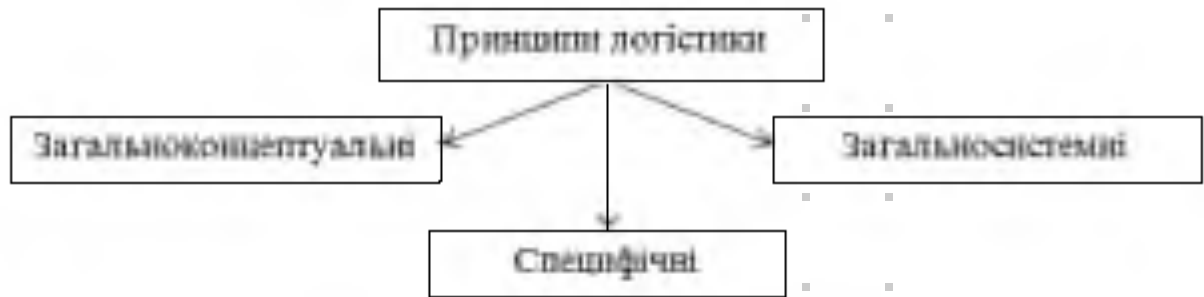 Принципи логістики
Загальноконцептуальні
Загальносистемні
Специфічні